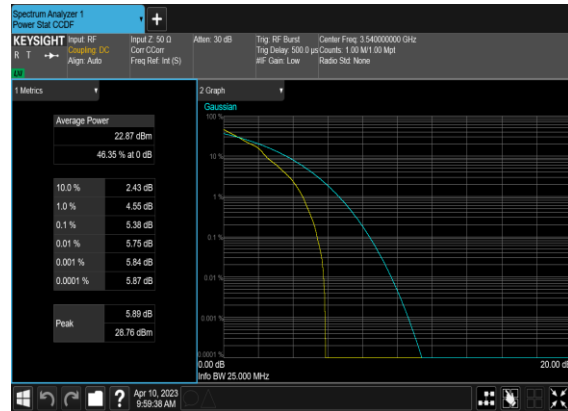 Spectrum Analyzer 1
Power Stat CCDF
KEYSIGHT
R T
LXI
Input: RF
Coupling: DC
Align: Auto
Input Z: 50 Ω
Corr CCorr
Freq Ref: Int (S)
Atten: 30 dB
Trig: RF Burst
Trig Delay: 500.0 µs
#IF Gain: Low
Center Freq: 3.540000000 GHz
Counts: 1.00 M/1.00 Mpt
Radio Std: None
1 Metrics
Average Power
22.87 dBm
46.35 % at 0 dB
10.0 % 2.43 dB
1.0 % 4.55 dB
0.1 % 5.38 dB
0.01 % 5.75 dB
0.001 % 5.84 dB
0.0001 % 5.87 dB
Peak
5.89 dB
28.76 dBm
2 Graph
Gaussian
100 %
10 %
1 %
0.1 %
0.01 %
0.001 %
0.0001 %
0.00 dB
20.00 dB
Info BW 25.000 MHz
Apr 10, 2023
9:59:38 AM